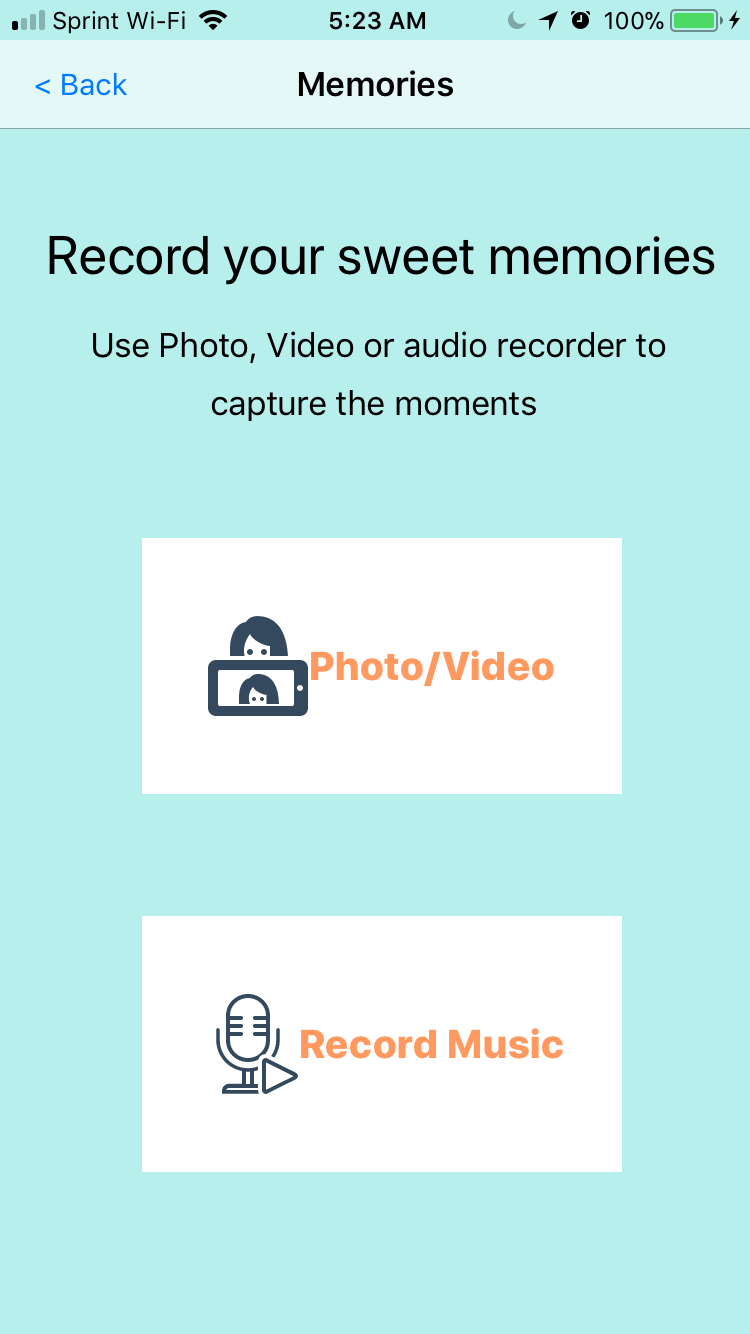 Sprint Wi-Fi 5:23 AM 100%
< Back Memories
Record your sweet memories
Use Photo, Video or audio recorder to
capture the moments
Photo/Video
Record Music